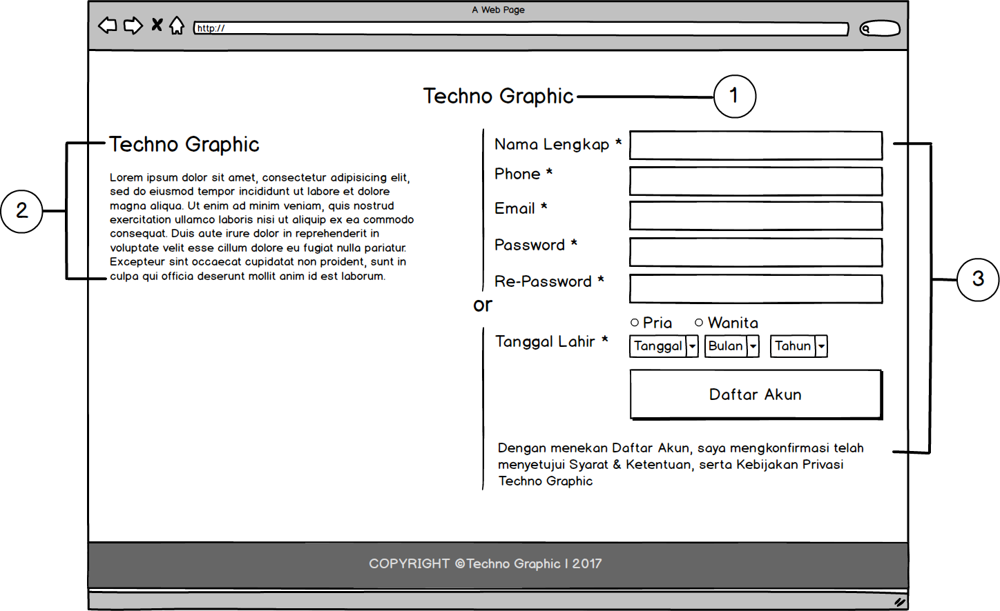 A Web Page
http://
Techno Graphic
1
Techno Graphic
Lorem ipsum dolor sit amet, consectetur adipisicing elit,
sed do eiusmod tempor incididunt ut labore et dolore
magna aliqua. Ut enim ad minim veniam, quis nostrud
exercitation ullamco laboris nisi ut aliquip ex ea commodo
consequat. Duis aute irure dolor in reprehenderit in
voluptate velit esse cillum dolore eu fugiat nulla pariatur.
Excepteur sint occaecat cupidatat non proident, sunt in
culpa qui officia deserunt mollit anim id est laborum.
2
or
Nama Lengkap *
Phone *
Email *
Password *
Re-Password *
Pria Wanita
Tanggal Lahir * Tanggal Bulan Tahun
Daftar Akun
Dengan menekan Daftar Akun, saya mengkonfirmasi telah
menyetujui Syarat & Ketentuan, serta Kebijakan Privasi
Techno Graphic
3
COPYRIGHT ©Techno Graphic | 2017